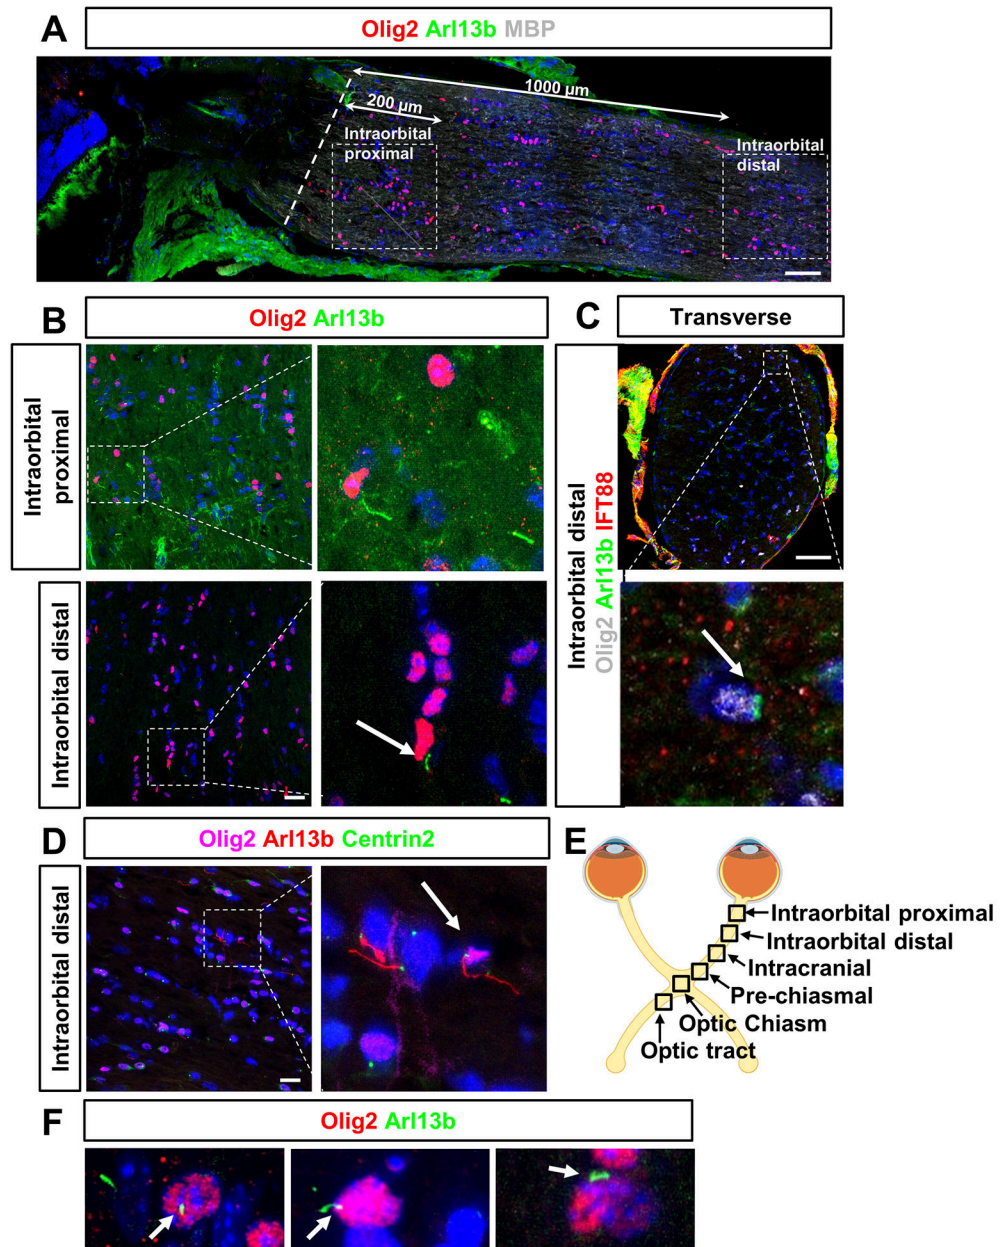 A
Olig2 Arl13b MBP
1000 µm
200 µm
Intraorbital
proximal
Intraorbital
distal
B
Olig2 Arl13b
Intraorbital
proximal
Intraorbital distal
C
Transverse
Intraorbital distal
Olig2 Arl13b IFT88
D
Olig2 Arl13b Centrin2
Intraorbital distal
E
Intraorbital proximal
Intraorbital distal
Intracranial
Pre-chiasmal
Optic Chiasm
Optic tract
F
Olig2 Arl13b